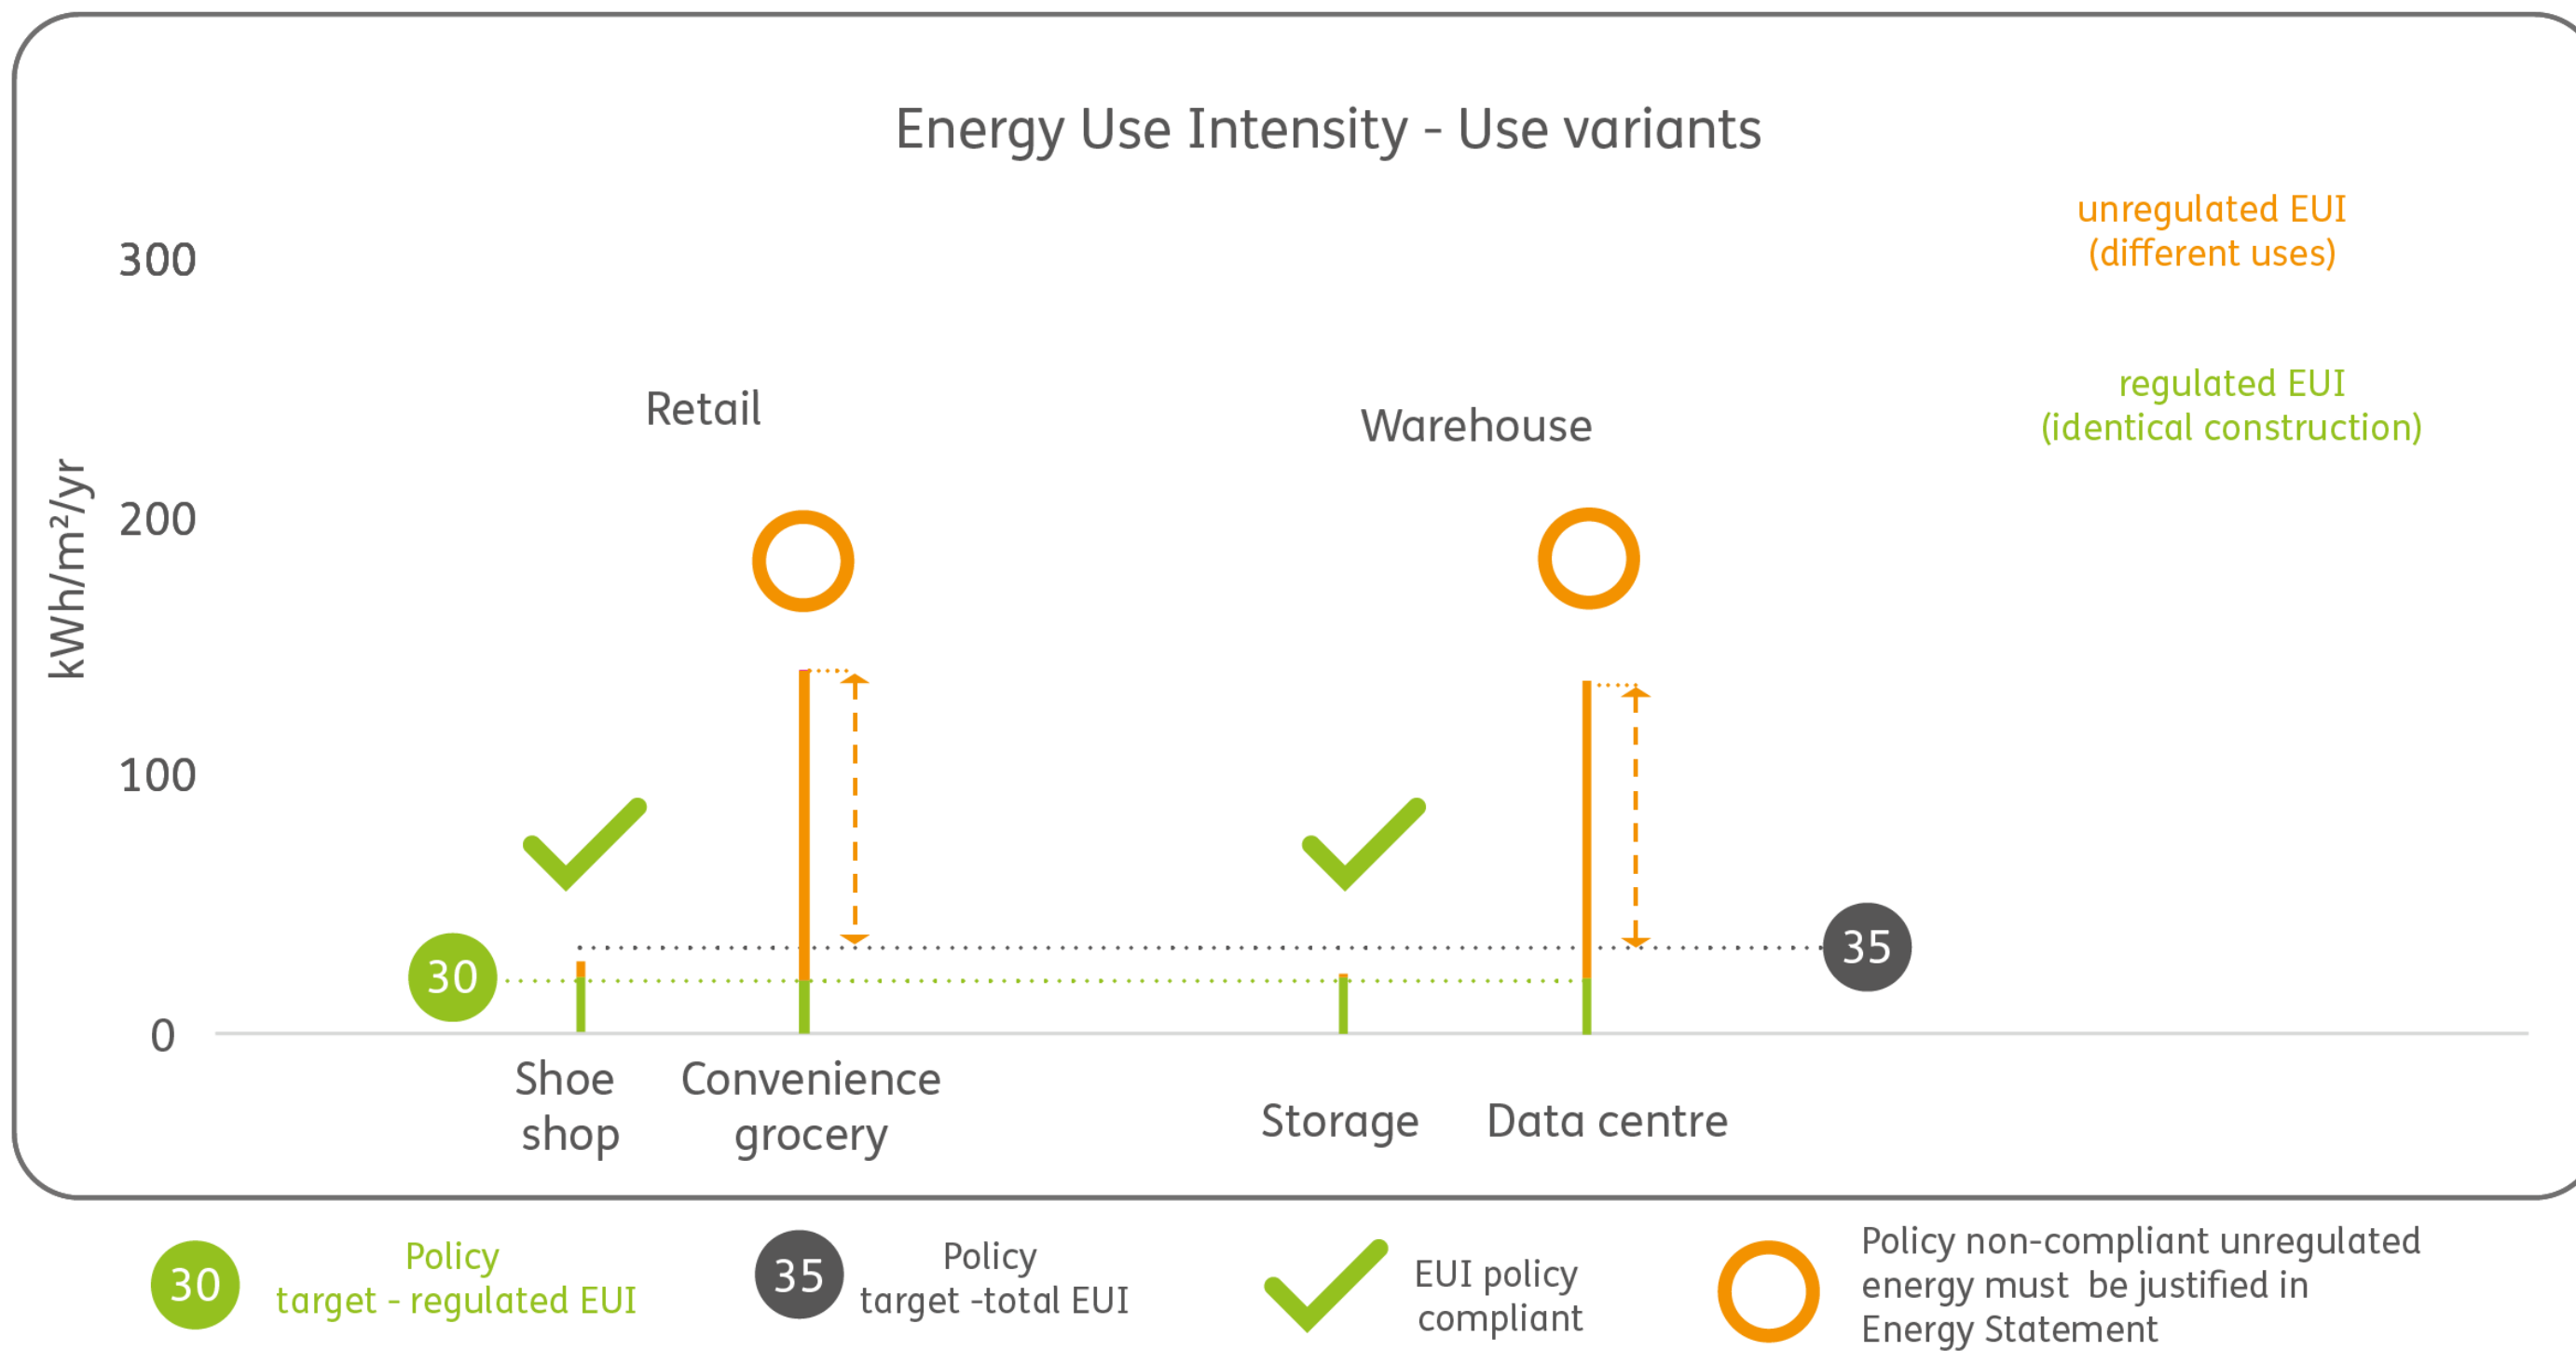 Energy Use Intensity - Use variants
unregulated EUI
(different uses)
300
regulated EUI
(identical construction)
Retail
Warehouse
kWh/m²/yr
200
100
30
35
0
Shoe
shop
Convenience
grocery
Storage
Data centre
30
Policy
target - regulated EUI
35
Policy
target -total EUI
EUI policy
compliant
Policy non-compliant unregulated
energy must  be justified in
Energy Statement